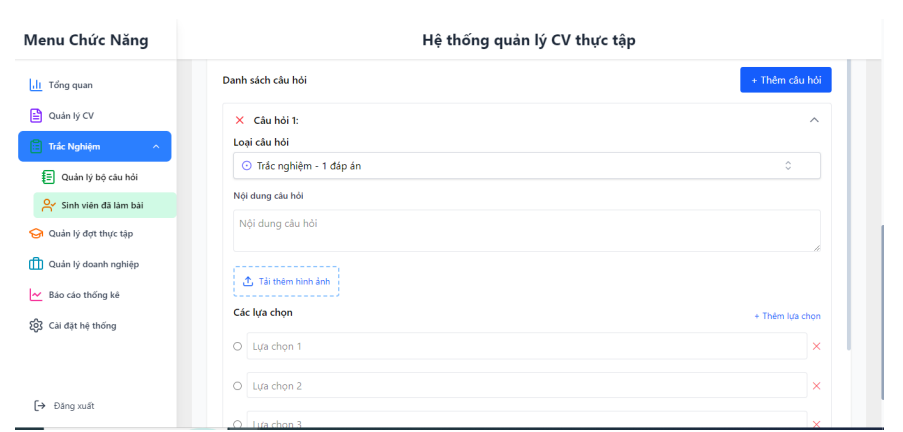 Menu Chức Năng
Hệ thống quản lý CV thực tập
Tổng quan
Quản lý CV
Trắc Nghiệm
Quản lý bộ câu hỏi
Sinh viên đã làm bài
Quản lý đợt thực tập
Quản lý doanh nghiệp
Báo cáo thống kê
Cài đặt hệ thống
Đăng xuất
Danh sách câu hỏi
+ Thêm câu hỏi
Câu hỏi 1:
Loại câu hỏi
Trắc nghiệm - 1 đáp án
Nội dung câu hỏi
Nội dung câu hỏi
Tải thêm hình ảnh
Các lựa chọn
+ Thêm lựa chọn
Lựa chọn 1
Lựa chọn 2
Lựa chọn 3